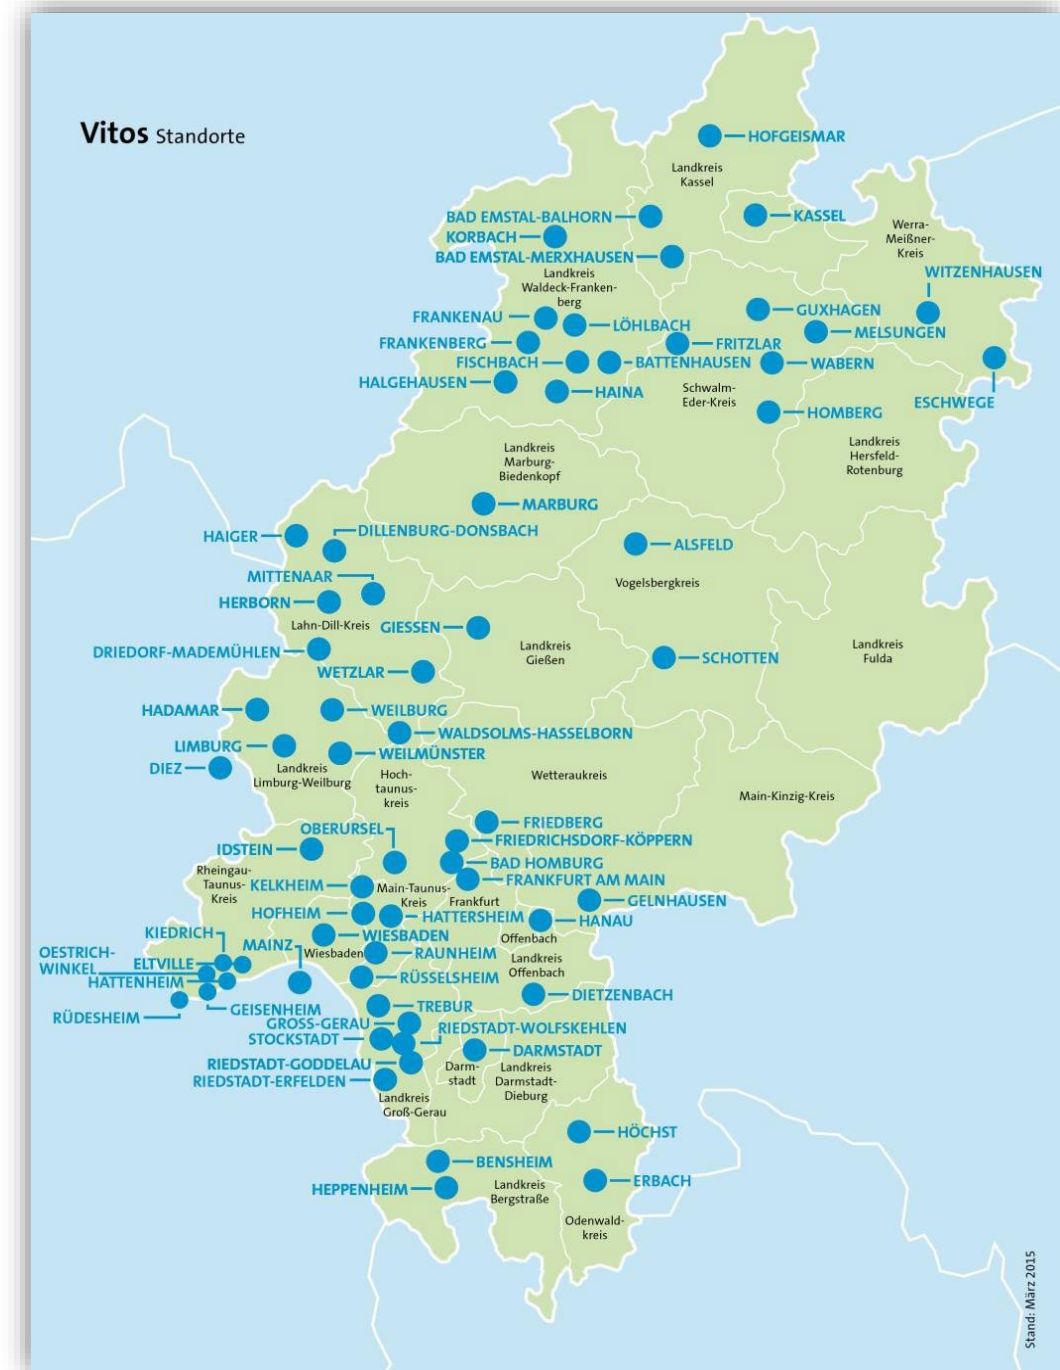 Vitos Standorte
HOFGEISMAR
Landkreis
Kassel
BAD EMSTAL-BALHORN
KASSEL
KORBACH
Werra-
Meißner-
Kreis
BAD EMSTAL-MERXHAUSEN
WITZENHAUSEN
Landkreis
Waldeck-Franken-
berg
FRANKENAU
GUXHAGEN
LÖHLBACH
MELSUNGEN
FRANKENBERG
FRITZLAR
FISCHBACH
BATTENHAUSEN
WABERN
HALGEHAUSEN
HAINA
Schwalm-
Eder-Kreis
ESCHWEGE
HOMBERG
Landkreis
Hersfeld-
Rotenburg
Landkreis
Marburg-
Biedenkopf
MARBURG
HAIGER
DILLENBURG-DONSBACH
ALSFELD
MITTENAAR
Vogelsbergkreis
HERBORN
Lahn-Dill-Kreis
GIESSEN
DRIEDORF-MADEMÜHLEN
Landkreis
Gießen
SCHOTTEN
Landkreis
Fulda
WETZLAR
HADAMAR
WEILBURG
WALDSOLMS-HASSELBORN
LIMBURG
WEILMÜNSTER
DIEZ
Landkreis
Limburg-Weilburg
Hoch-
taunus-
kreis
Wetteraukreis
Main-Kinzig-Kreis
FRIEDBERG
OBERURSEL
FRIEDRICHSDORF-KÖPPERN
IDSTEIN
BAD HOMBURG
Rheingau-
Taunus-
Kreis
KELKHEIM
Main-Taunus-
Kreis
FRANKFURT AM MAIN
Frankfurt
GELNHAUSEN
HOFHEIM
HATTERSHEIM
HANAU
KIEDRICH
WIESBADEN
Offenbach
MAINZ
Wiesbaden
RAUNHEIM
OESTRICH-
WINKEL
ELTVILLE
Landkreis
Offenbach
HATTENHEIM
RÜSSELSHEIM
DIETZENBACH
RÜDESHEIM
GEISENHEIM
TREBUR
GROSS-GERAU
RIEDSTADT-WOLFSKEHLEN
STOCKSTADT
DARMSTADT
RIEDSTADT-GODDELAU
Darm-
stadt
Landkreis
Darmstadt-
Dieburg
RIEDSTADT-ERFELDEN
Landkreis
Groß-Gerau
HÖCHST
BENSHEIM
ERBACH
HEPPENHEIM
Landkreis
Bergstraße
Odenwald-
kreis
Stand: März 2015